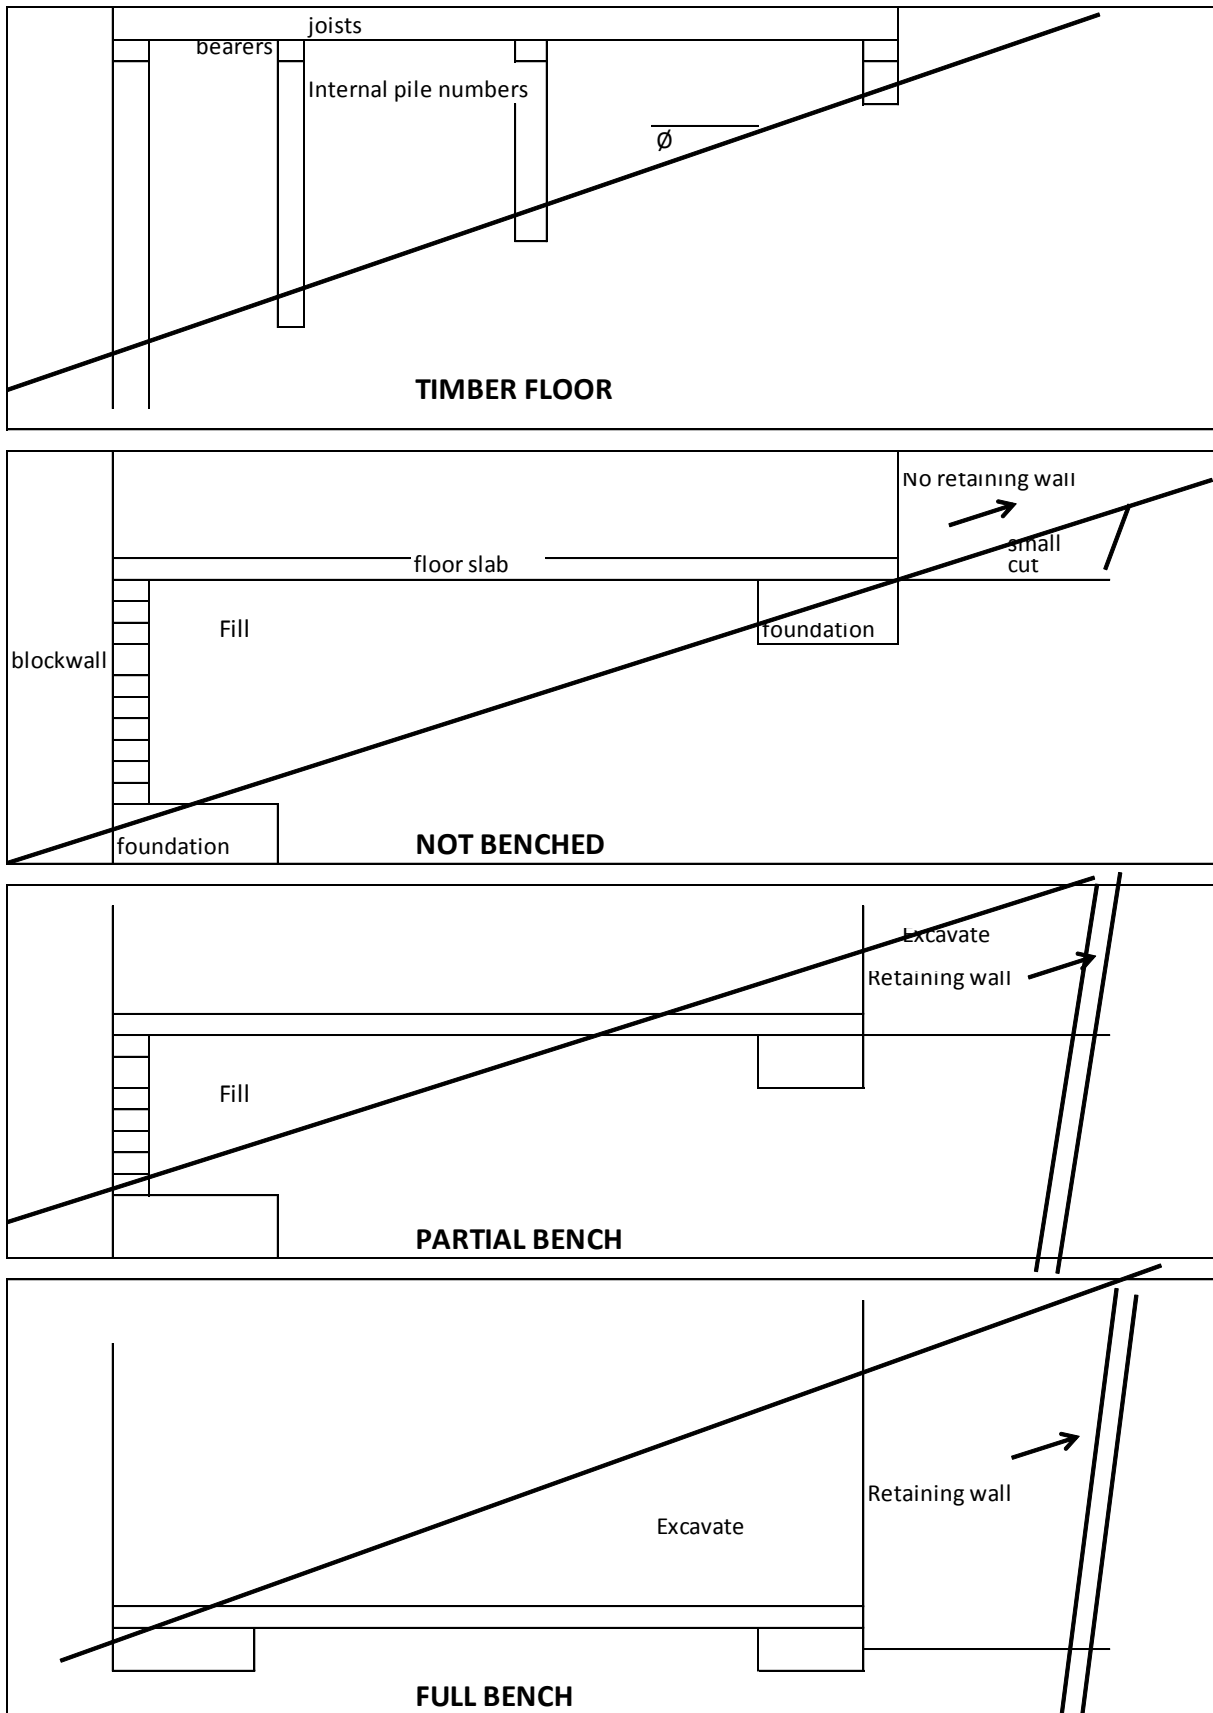 joists
bearers
Internal pile numbers
Ø
TIMBER FLOOR
No retaining wall
small
cut
floor slab
Fill
foundation
blockwall
foundation
NOT BENCHED
Excavate
Retaining wall
Fill
PARTIAL BENCH
Retaining wall
Excavate
FULL BENCH